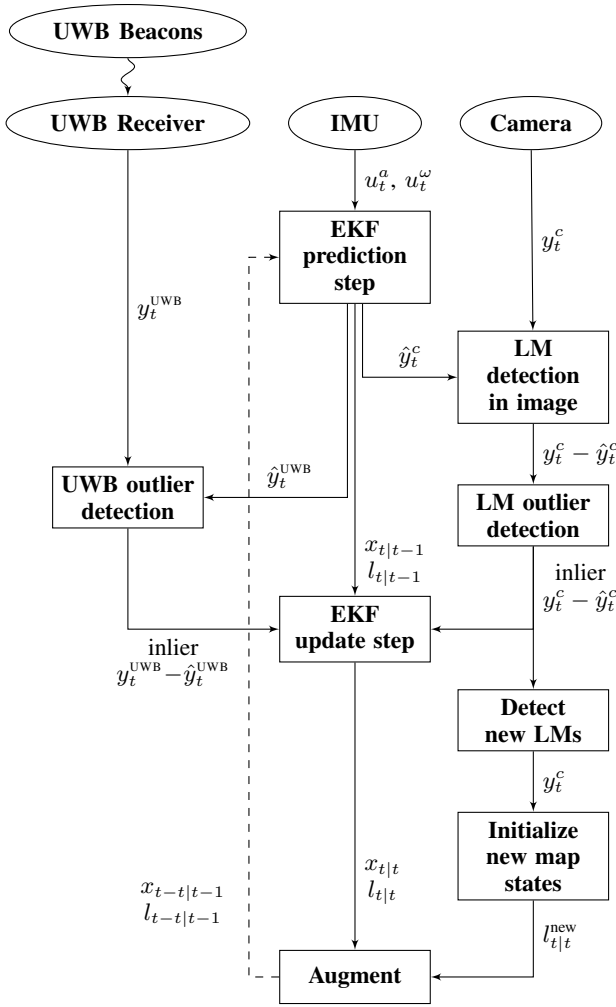 UWB Beacons
UWB Receiver
IMU
Camera
u_t^a, u_t^ω
EKF
prediction
step
y_t^c
y_t^UWB
ŷ_t^c
LM
detection
in image
y_t^c − ŷ_t^c
ŷ_t^UWB
UWB outlier
detection
LM outlier
detection
x_{t|t−1}
l_{t|t−1}
inlier
y_t^c − ŷ_t^c
EKF
update step
inlier
y_t^UWB − ŷ_t^UWB
Detect
new LMs
y_t^c
Initialize
new map
states
x_{t|t}
l_{t|t}
x_{t−t|t−1}
l_{t−t|t−1}
l_{t|t}^new
Augment